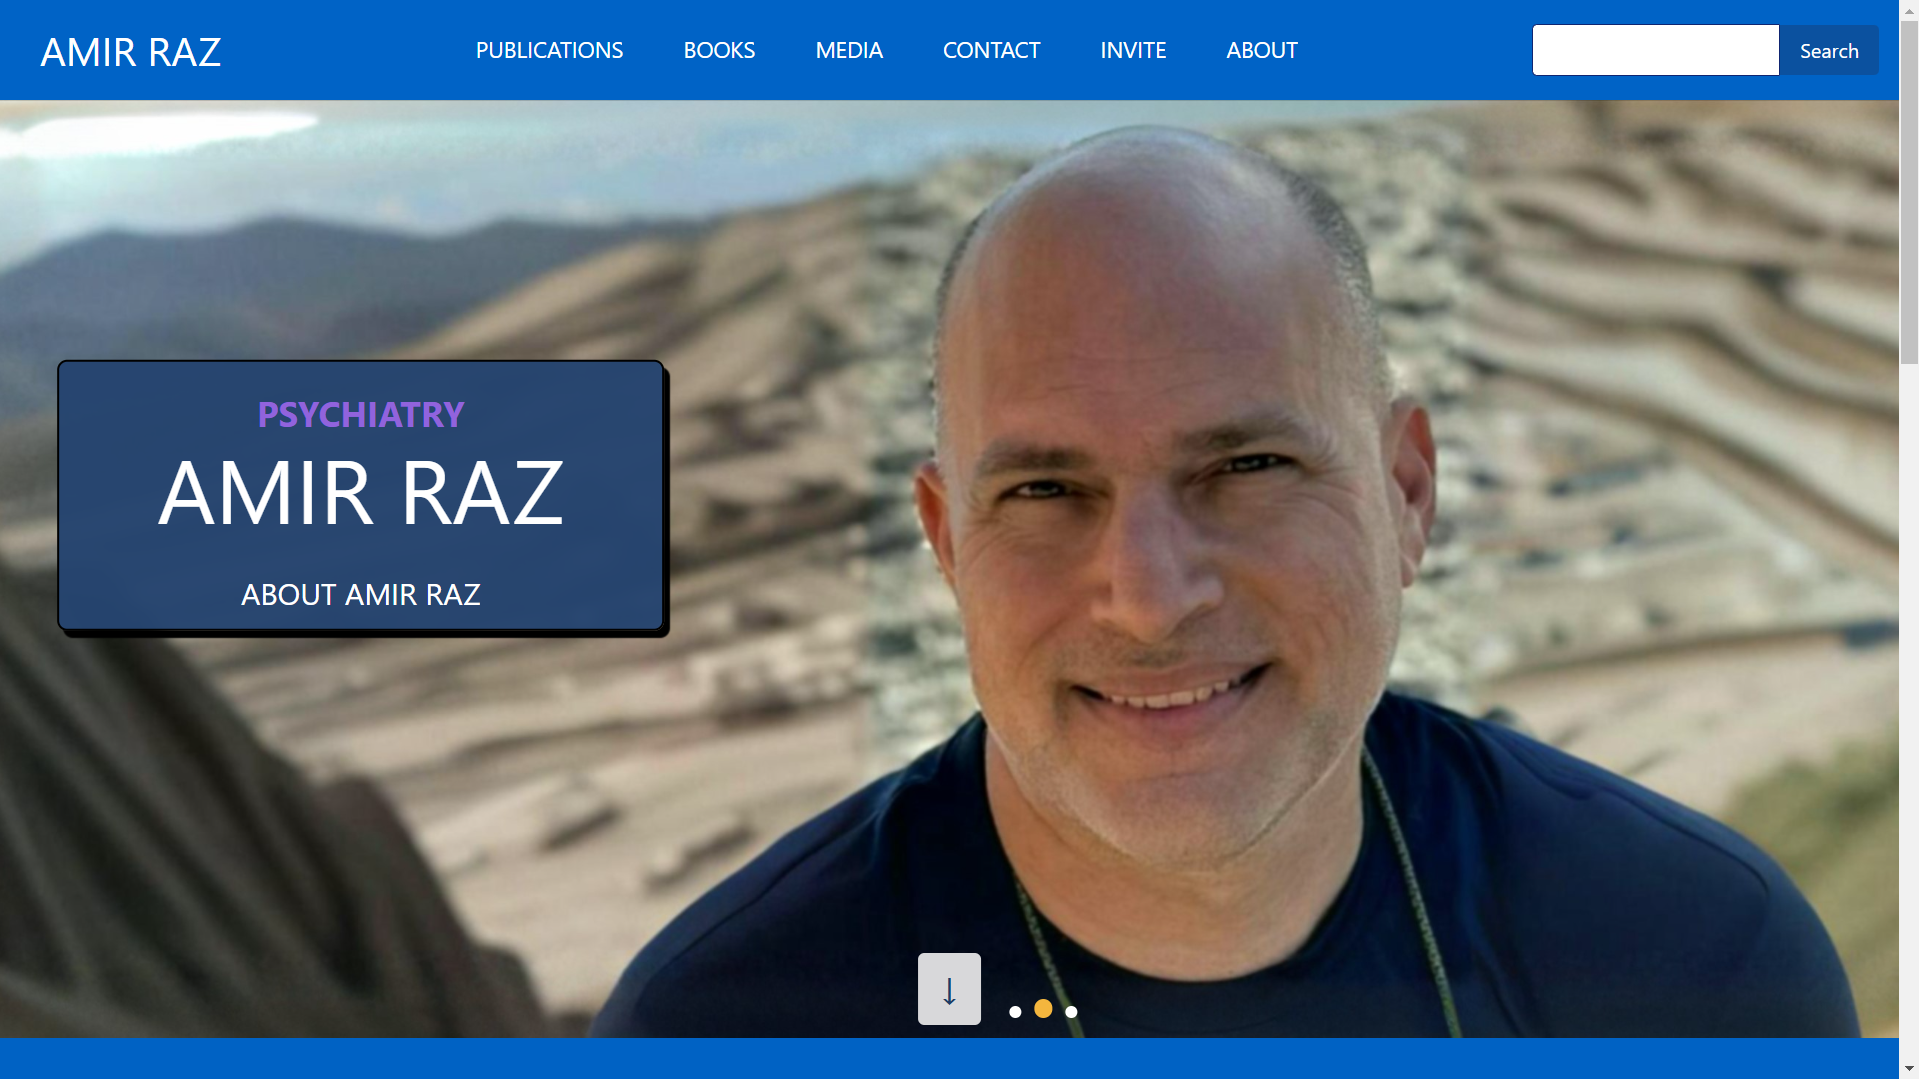 AMIR RAZ
PUBLICATIONS
BOOKS
MEDIA
CONTACT
INVITE
ABOUT
Search
PSYCHIATRY
AMIR RAZ
ABOUT AMIR RAZ
↓